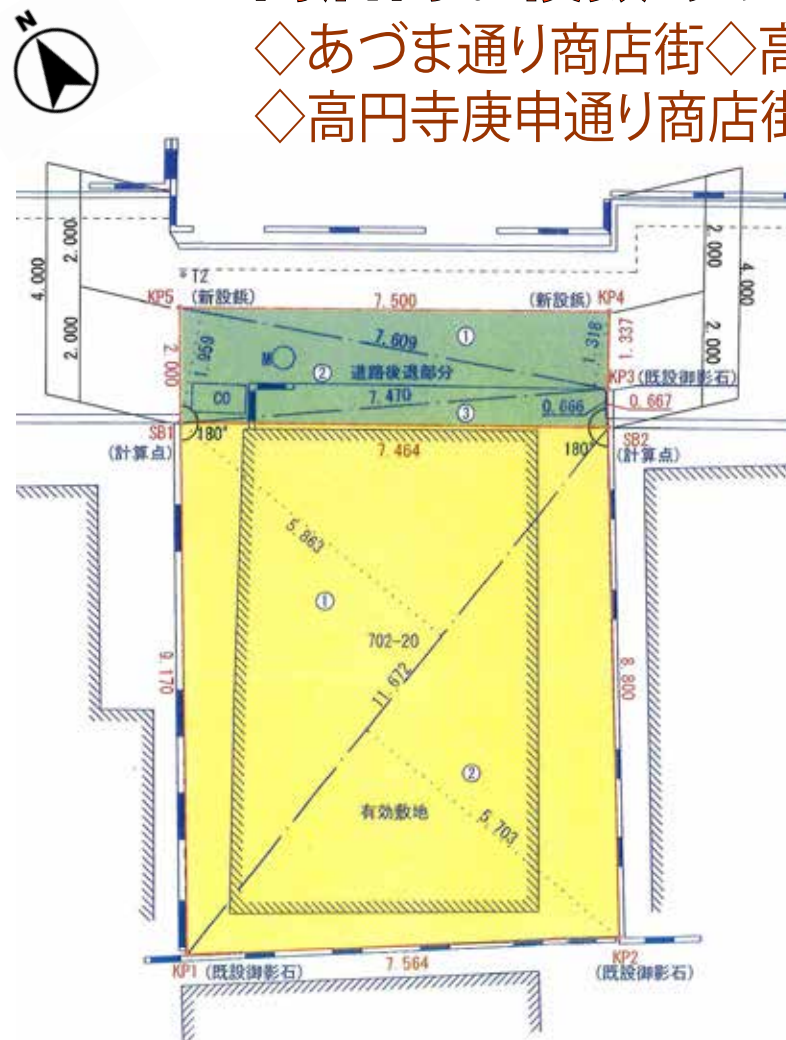 N
◇あづま通り商店街◇高
◇高円寺庚申通り商店街
4.000
2.000
2.000
2.000
2.000
4.000
T2
KP5
(新設鋲)
7.500
(新設鋲)
KP4
2.000
1.959
7.609
①
1.318
1.337
M
②
道路後退部分
KP3(既設御影石)
CO
7.470
③
0.666
0.667
SB1
180°
(計算点)
7.464
180°
SB2
(計算点)
5.863
①
702-20
11.672
9.170
8.800
②
有効敷地
5.703
KP1 (既設御影石)
7.564
KP2
(既設御影石)